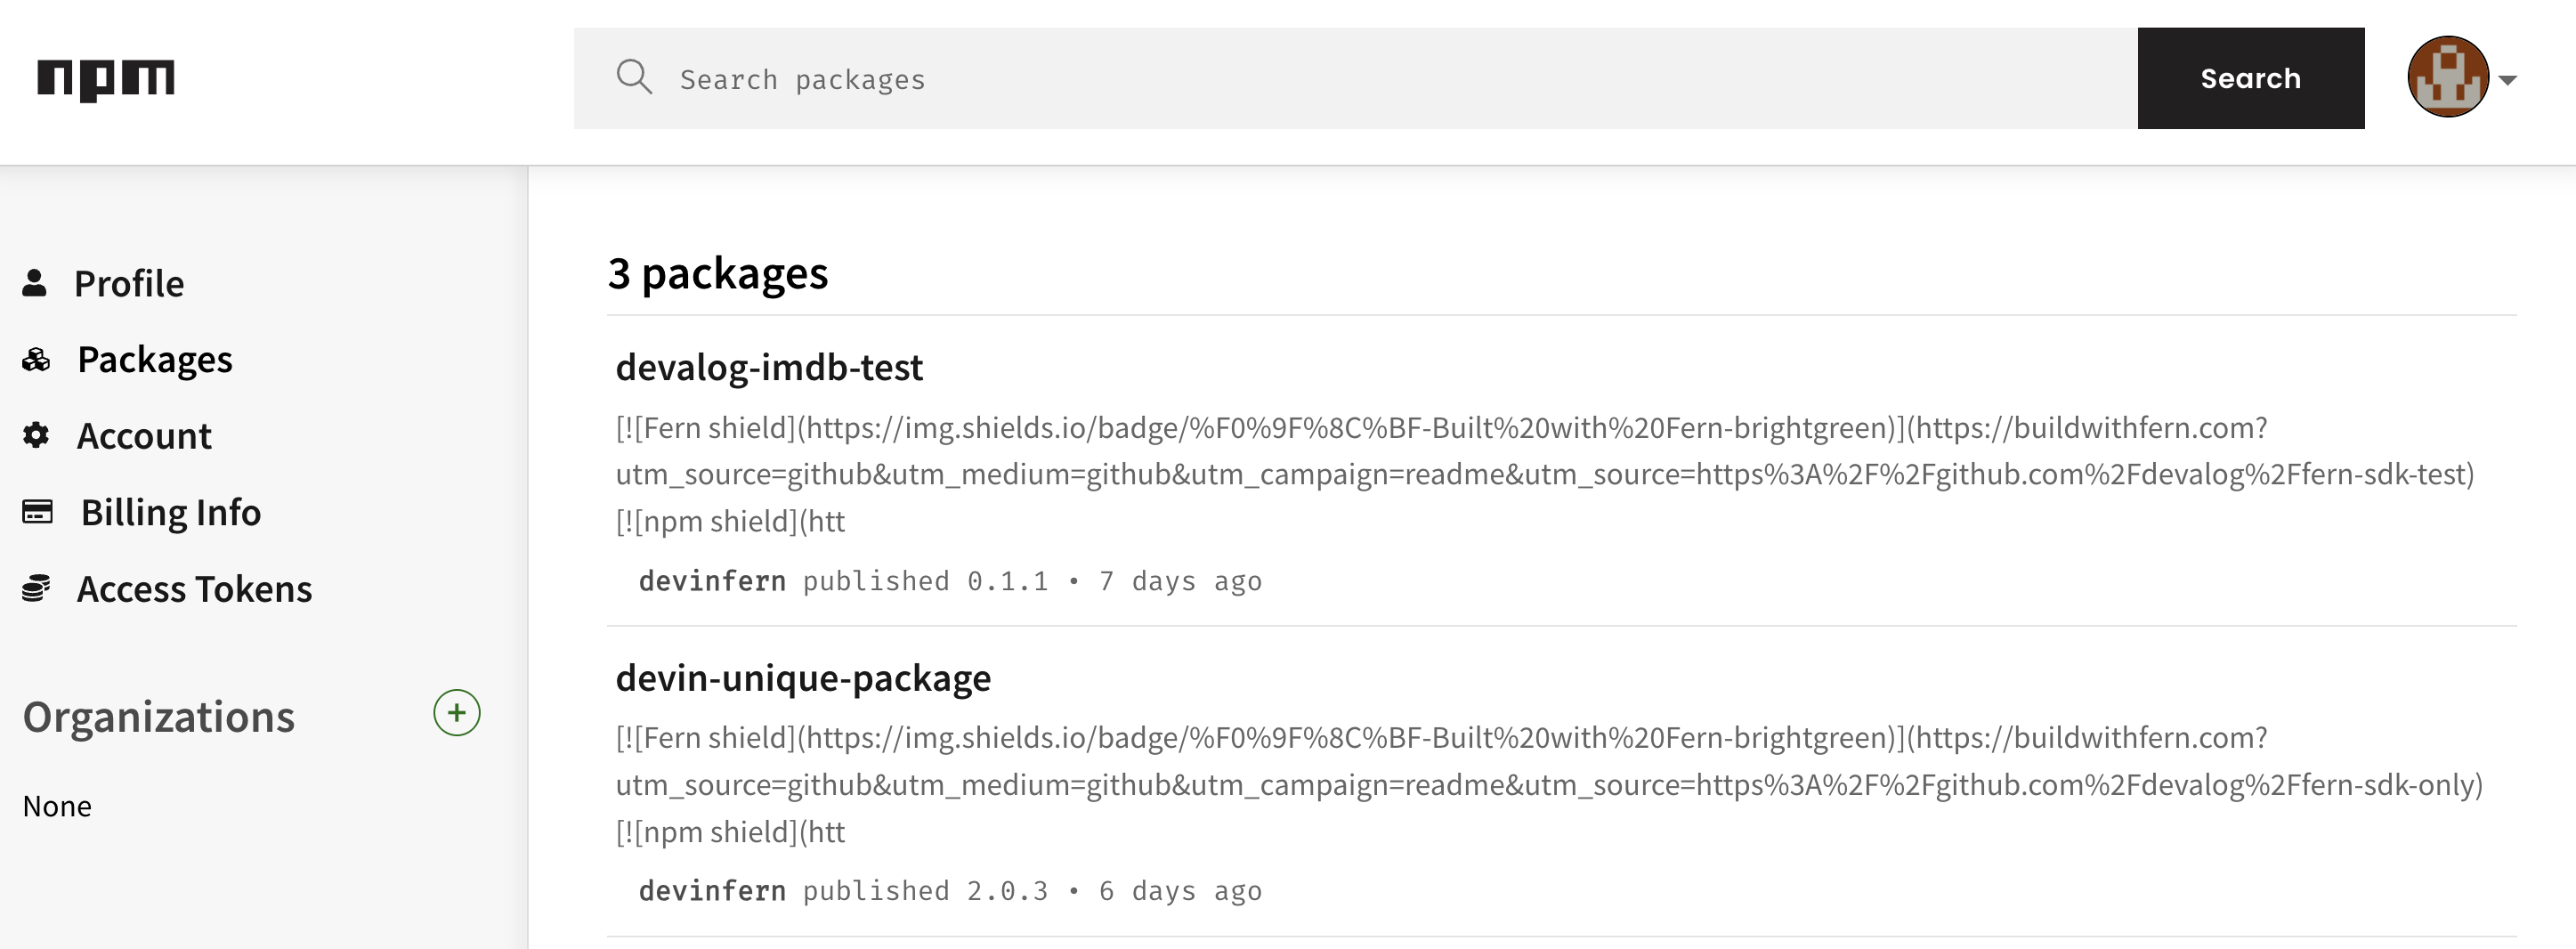 npm
Search packages
Search
Profile
Packages
Account
Billing Info
Access Tokens
Organizations
+
None
3 packages
devalog-imdb-test
[![Fern shield](https://img.shields.io/badge/%F0%9F%8C%BF-Built%20with%20Fern-brightgreen)](https://buildwithfern.com?
utm_source=github&utm_medium=github&utm_campaign=readme&utm_source=https%3A%2F%2Fgithub.com%2Fdevalog%2Ffern-sdk-test)
[![npm shield](htt
devinfern published 0.1.1 • 7 days ago
devin-unique-package
[![Fern shield](https://img.shields.io/badge/%F0%9F%8C%BF-Built%20with%20Fern-brightgreen)](https://buildwithfern.com?
utm_source=github&utm_medium=github&utm_campaign=readme&utm_source=https%3A%2F%2Fgithub.com%2Fdevalog%2Ffern-sdk-only)
[![npm shield](htt
devinfern published 2.0.3 • 6 days ago